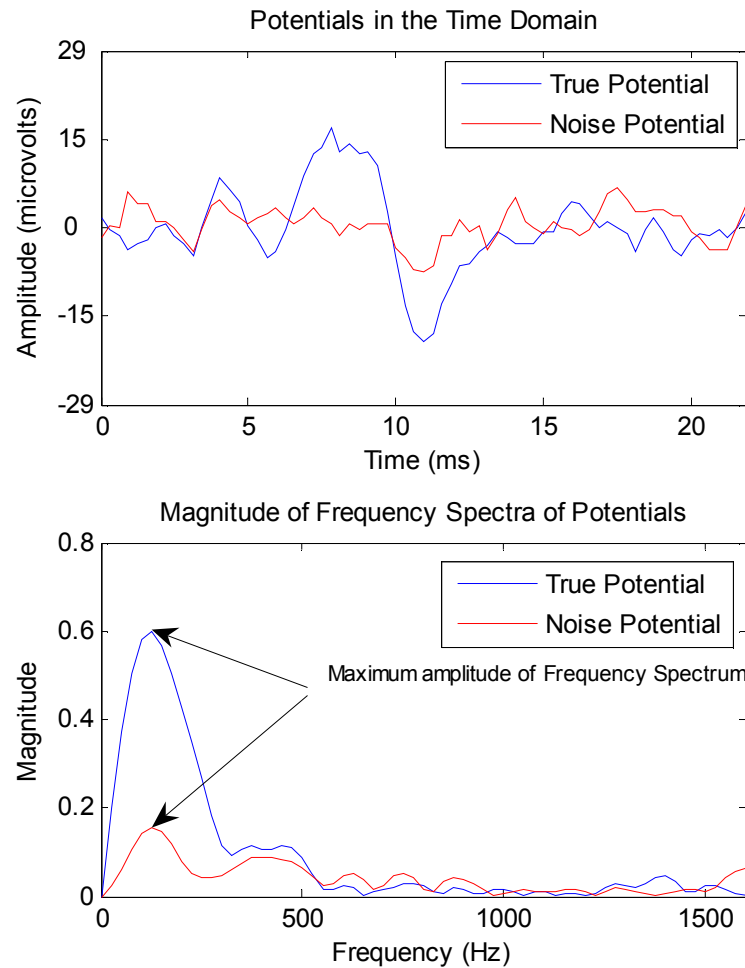 Potentials in the Time Domain
29
15
0
-15
-29
Amplitude (microvolts)
True Potential
Noise Potential
0
5
10
15
20
Time (ms)
Magnitude of Frequency Spectra of Potentials
0.8
0.6
0.4
0.2
0
Magnitude
True Potential
Noise Potential
Maximum amplitude of Frequency Spectrum
0
500
1000
1500
Frequency (Hz)